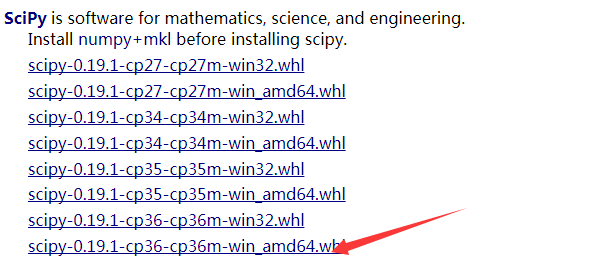 SciPy is software for mathematics, science, and engineering.
Install numpy+mkl before installing scipy.
scipy-0.19.1-cp27-cp27m-win32.whl
scipy-0.19.1-cp27-cp27m-win_amd64.whl
scipy-0.19.1-cp34-cp34m-win32.whl
scipy-0.19.1-cp34-cp34m-win_amd64.whl
scipy-0.19.1-cp35-cp35m-win32.whl
scipy-0.19.1-cp35-cp35m-win_amd64.whl
scipy-0.19.1-cp36-cp36m-win32.whl
scipy-0.19.1-cp36-cp36m-win_amd64.whl